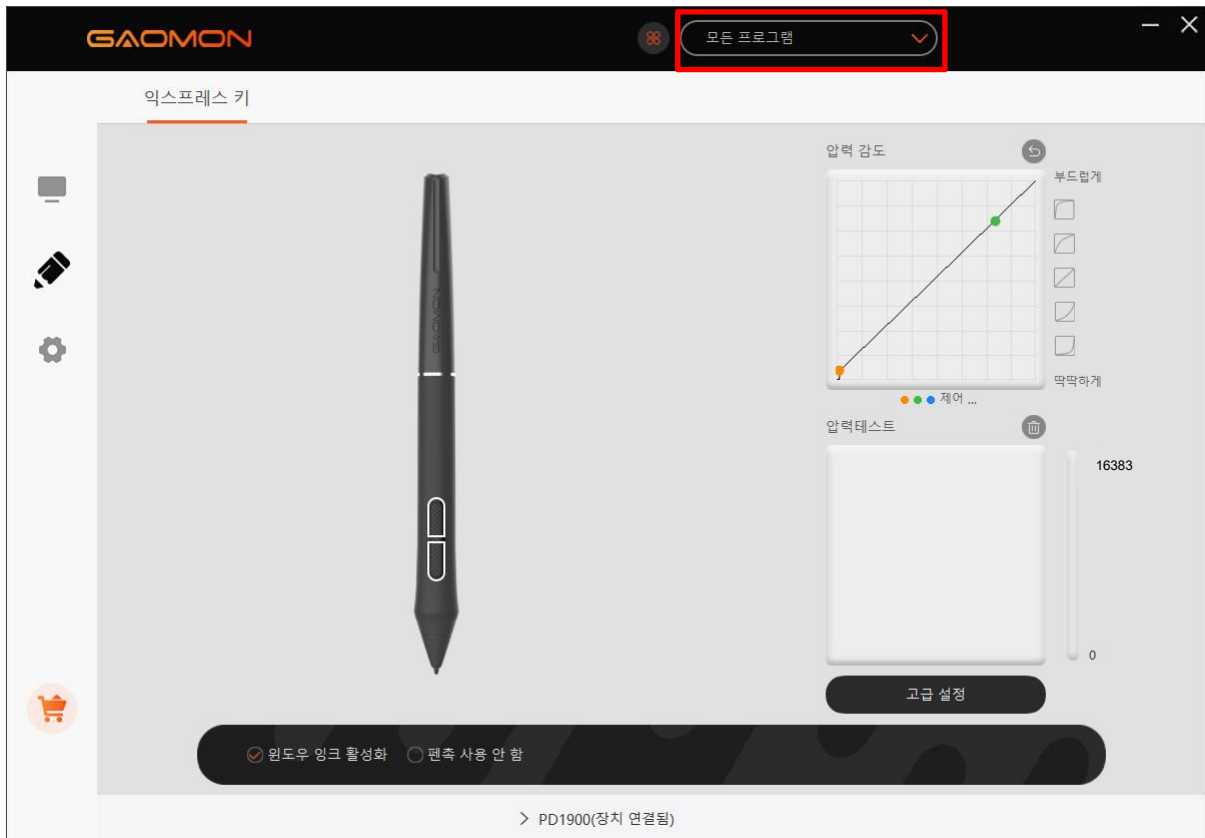 GAOMON
모든 프로그램
익스프레스 키
압력 감도
부드럽게
GAOMON
딱딱하게
제어 ...
압력테스트
16383
0
고급 설정
윈도우 잉크 활성화 펜촉 사용 안 함
PD1900(장치 연결됨)